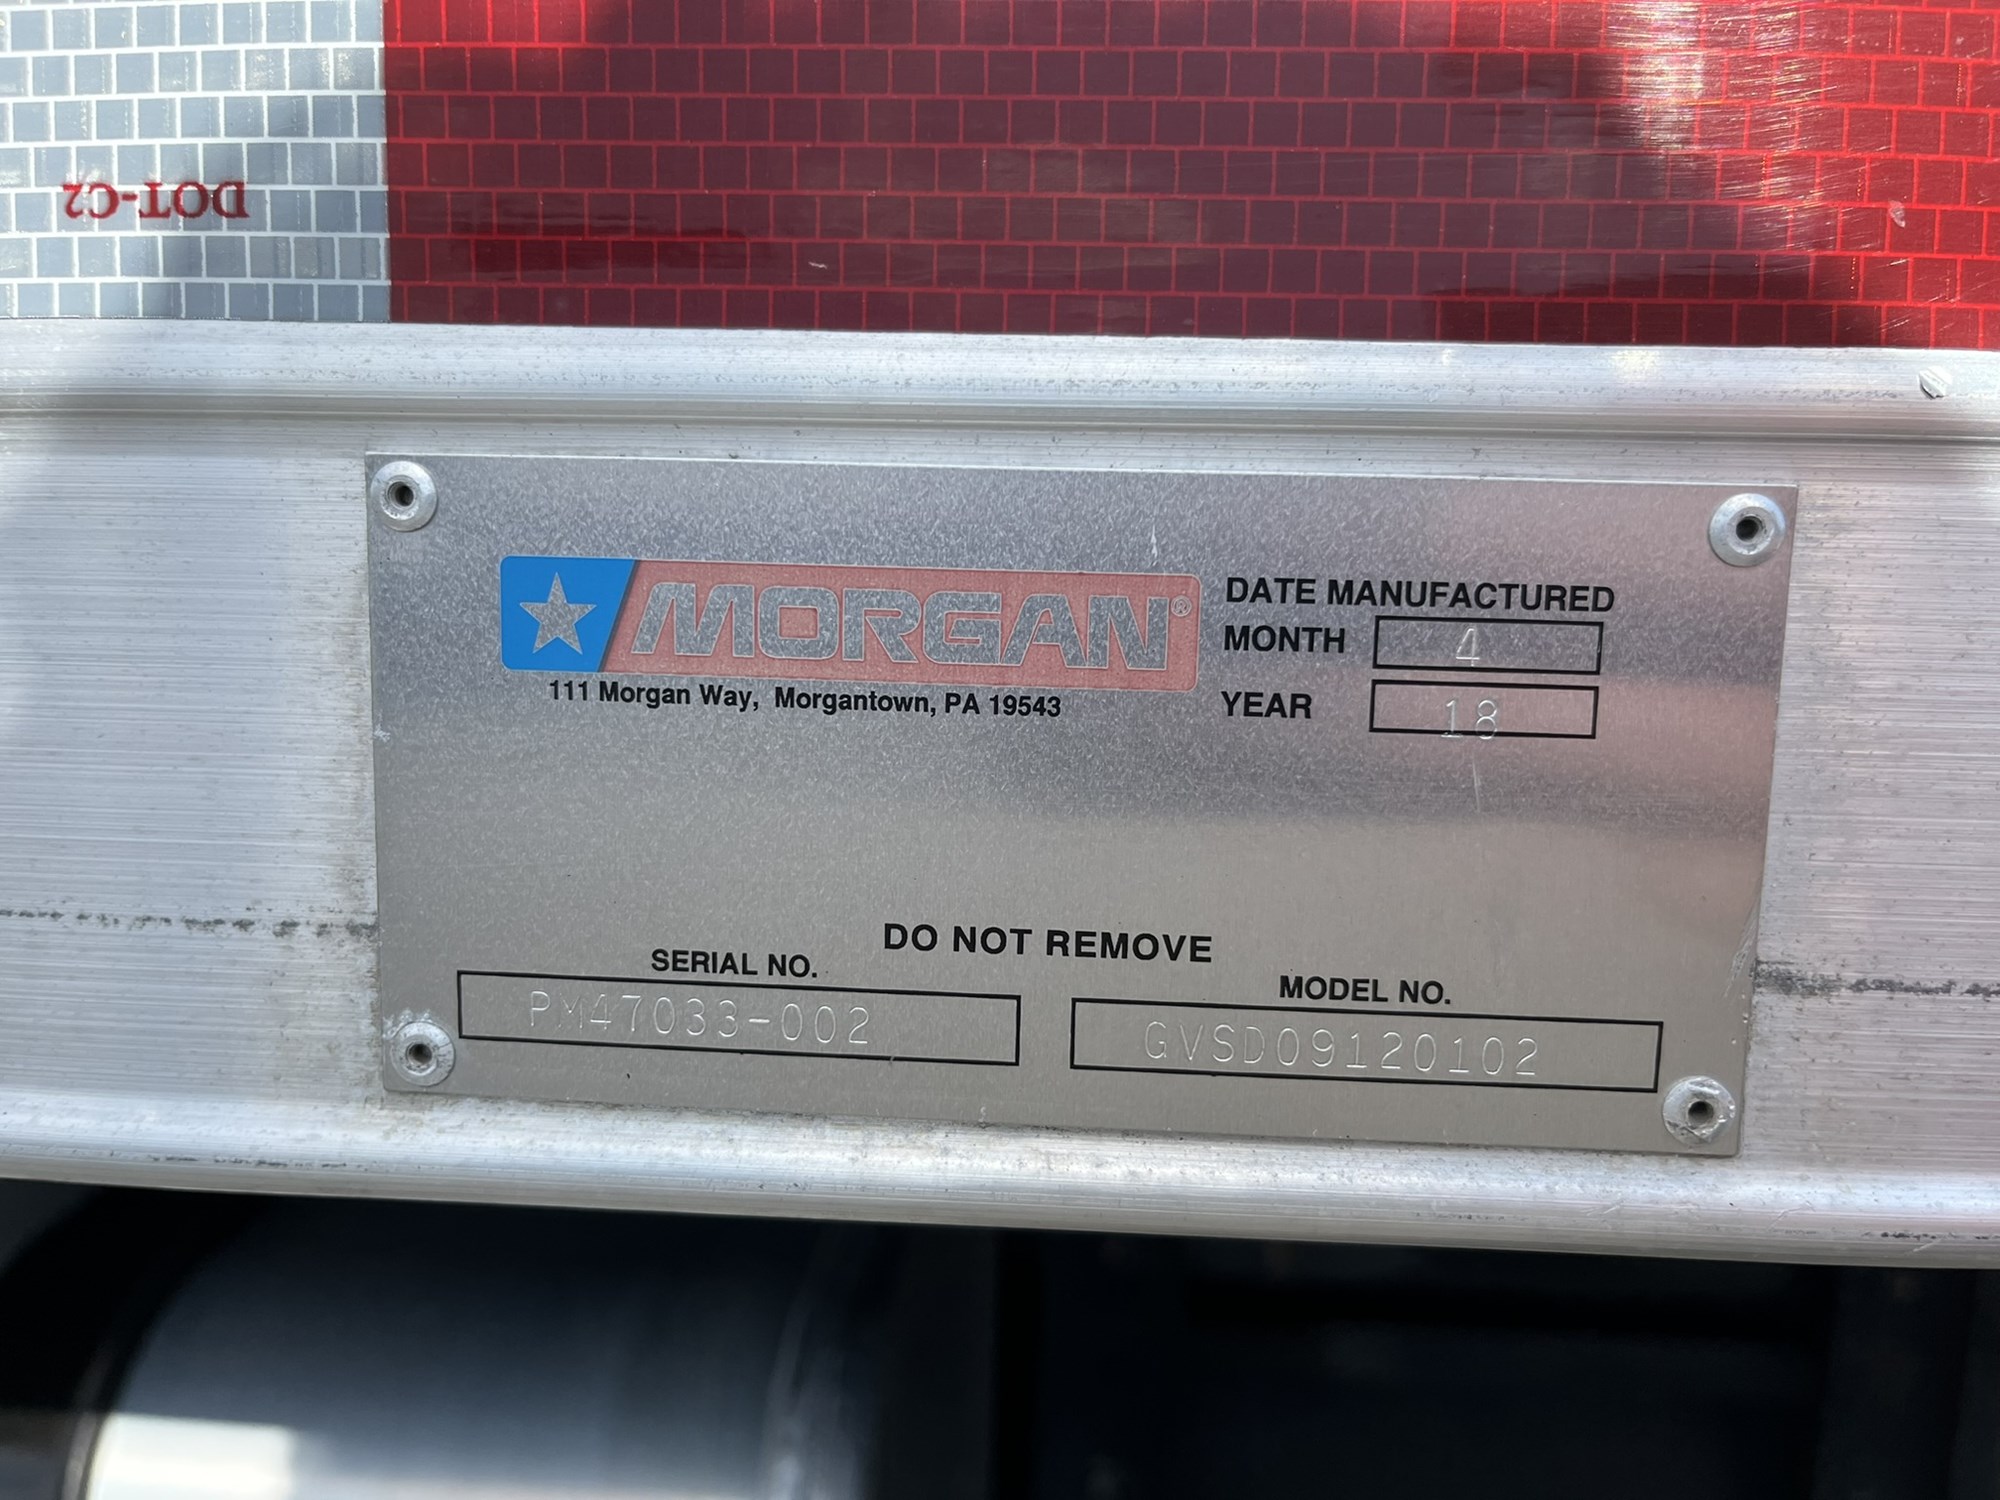 DOT-C2
MORGAN®
111 Morgan Way, Morgantown, PA 19543
DATE MANUFACTURED
MONTH 4
YEAR 18
DO NOT REMOVE
SERIAL NO.
PM47033-002
MODEL NO.
GVSD09120102